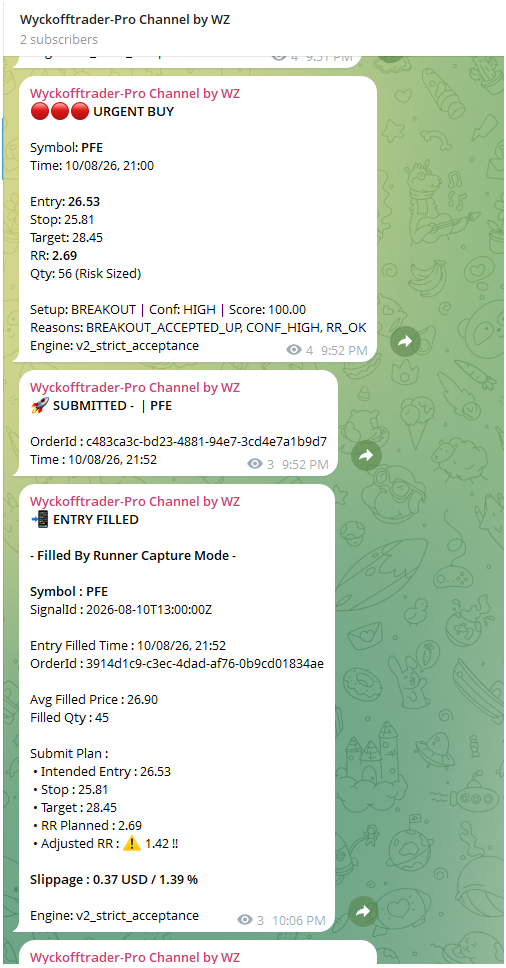 Wyckofftrader-Pro Channel by WZ
2 subscribers
4 9:51 PM
Wyckofftrader-Pro Channel by WZ
🔴🔴🔴 URGENT BUY
Symbol: PFE
Time: 10/08/26, 21:00
Entry: 26.53
Stop: 25.81
Target: 28.45
RR: 2.69
Qty: 56 (Risk Sized)
Setup: BREAKOUT | Conf: HIGH | Score: 100.00
Reasons: BREAKOUT_ACCEPTED_UP, CONF_HIGH, RR_OK
Engine: v2_strict_acceptance
4 9:52 PM
Wyckofftrader-Pro Channel by WZ
🚀 SUBMITTED - | PFE
OrderId : c483ca3c-bd23-4881-94e7-3cd4e7a1b9d7
Time : 10/08/26, 21:52
3 9:52 PM
Wyckofftrader-Pro Channel by WZ
📲 ENTRY FILLED
- Filled By Runner Capture Mode -
Symbol : PFE
SignalId : 2026-08-10T13:00:00Z
Entry Filled Time : 10/08/26, 21:52
OrderId : 3914d1c9-c3ec-4dad-af76-0b9cd01834ae
Avg Filled Price : 26.90
Filled Qty : 45
Submit Plan :
• Intended Entry : 26.53
• Stop : 25.81
• Target : 28.45
• RR Planned : 2.69
• Adjusted RR : ⚠️ 1.42 !!
Slippage : 0.37 USD / 1.39 %
Engine: v2_strict_acceptance
3 10:06 PM
Wyckofftrader-Pro Channel by WZ